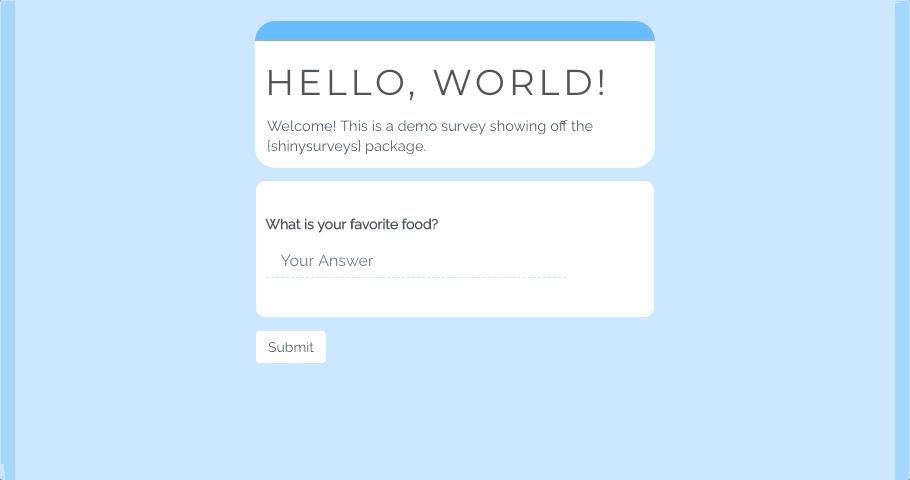 HELLO, WORLD!
Welcome! This is a demo survey showing off the
{shinysurveys} package.
What is your favorite food?
Your Answer
Submit